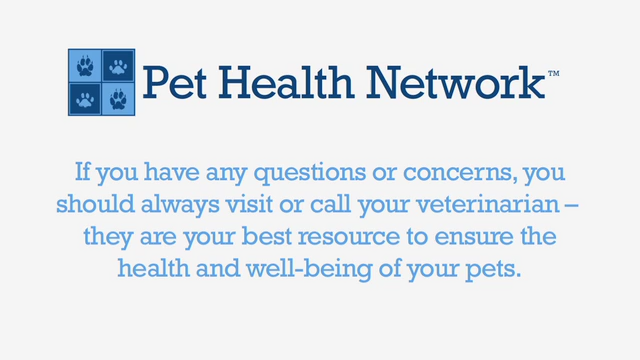 Pet Health Network™
If you have any questions or concerns, you
should always visit or call your veterinarian –
they are your best resource to ensure the
health and well-being of your pets.